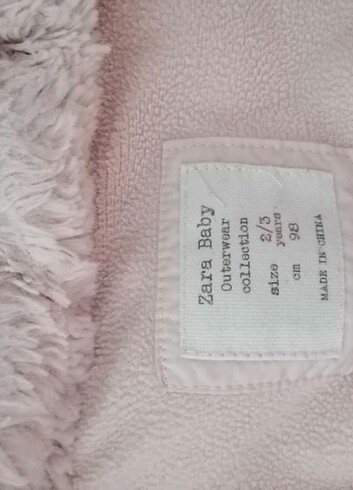 Zara Baby
Outerwear
collection
size 2/3
years
cm 98
MADE IN CHINA